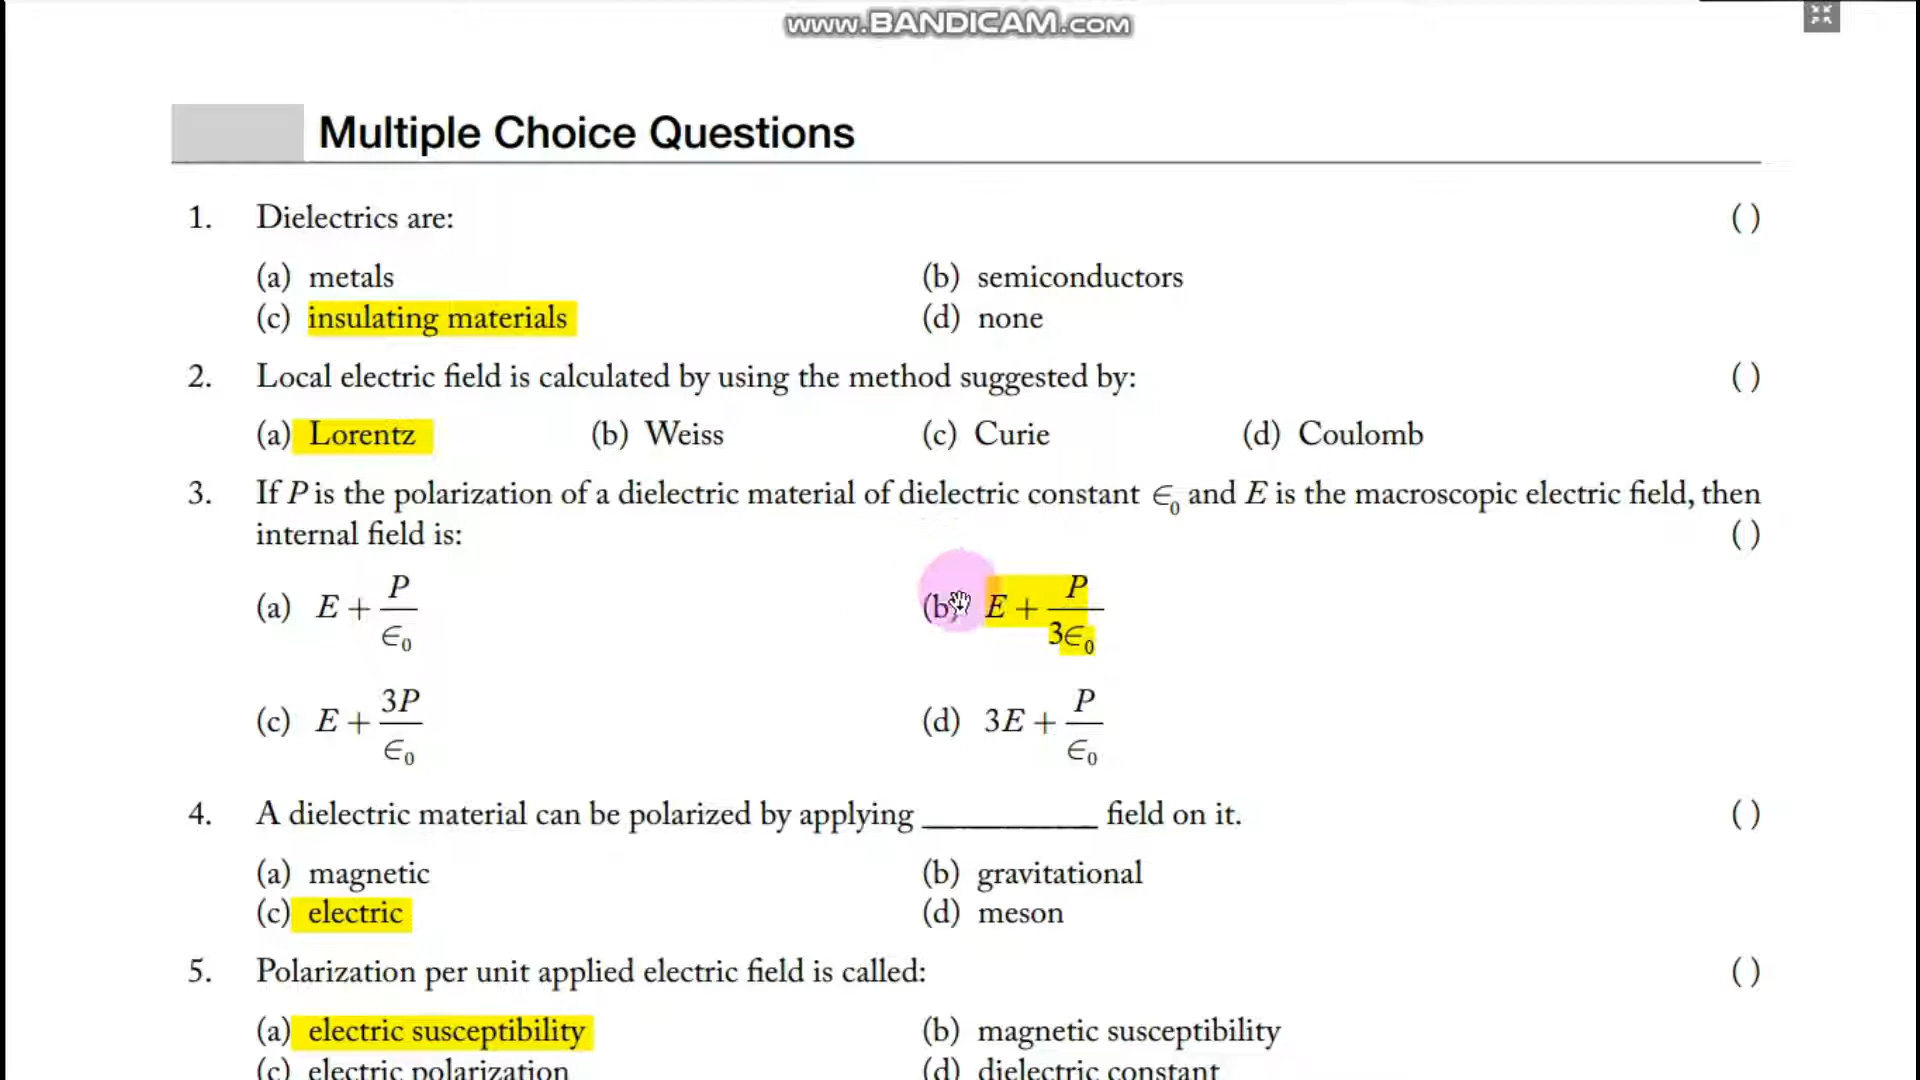 www.BANDICAM.com
Multiple Choice Questions
1. Dielectrics are: ( )
(a) metals (b) semiconductors
(c) insulating materials (d) none
2. Local electric field is calculated by using the method suggested by: ( )
(a) Lorentz (b) Weiss (c) Curie (d) Coulomb
3. If P is the polarization of a dielectric material of dielectric constant ∈₀ and E is the macroscopic electric field, then
internal field is: ( )
(a) E + P/∈₀ (b) E + P/3∈₀
(c) E + 3P/∈₀ (d) 3E + P/∈₀
4. A dielectric material can be polarized by applying __________ field on it. ( )
(a) magnetic (b) gravitational
(c) electric (d) meson
5. Polarization per unit applied electric field is called: ( )
(a) electric susceptibility (b) magnetic susceptibility
(c) electric polarization (d) dielectric constant